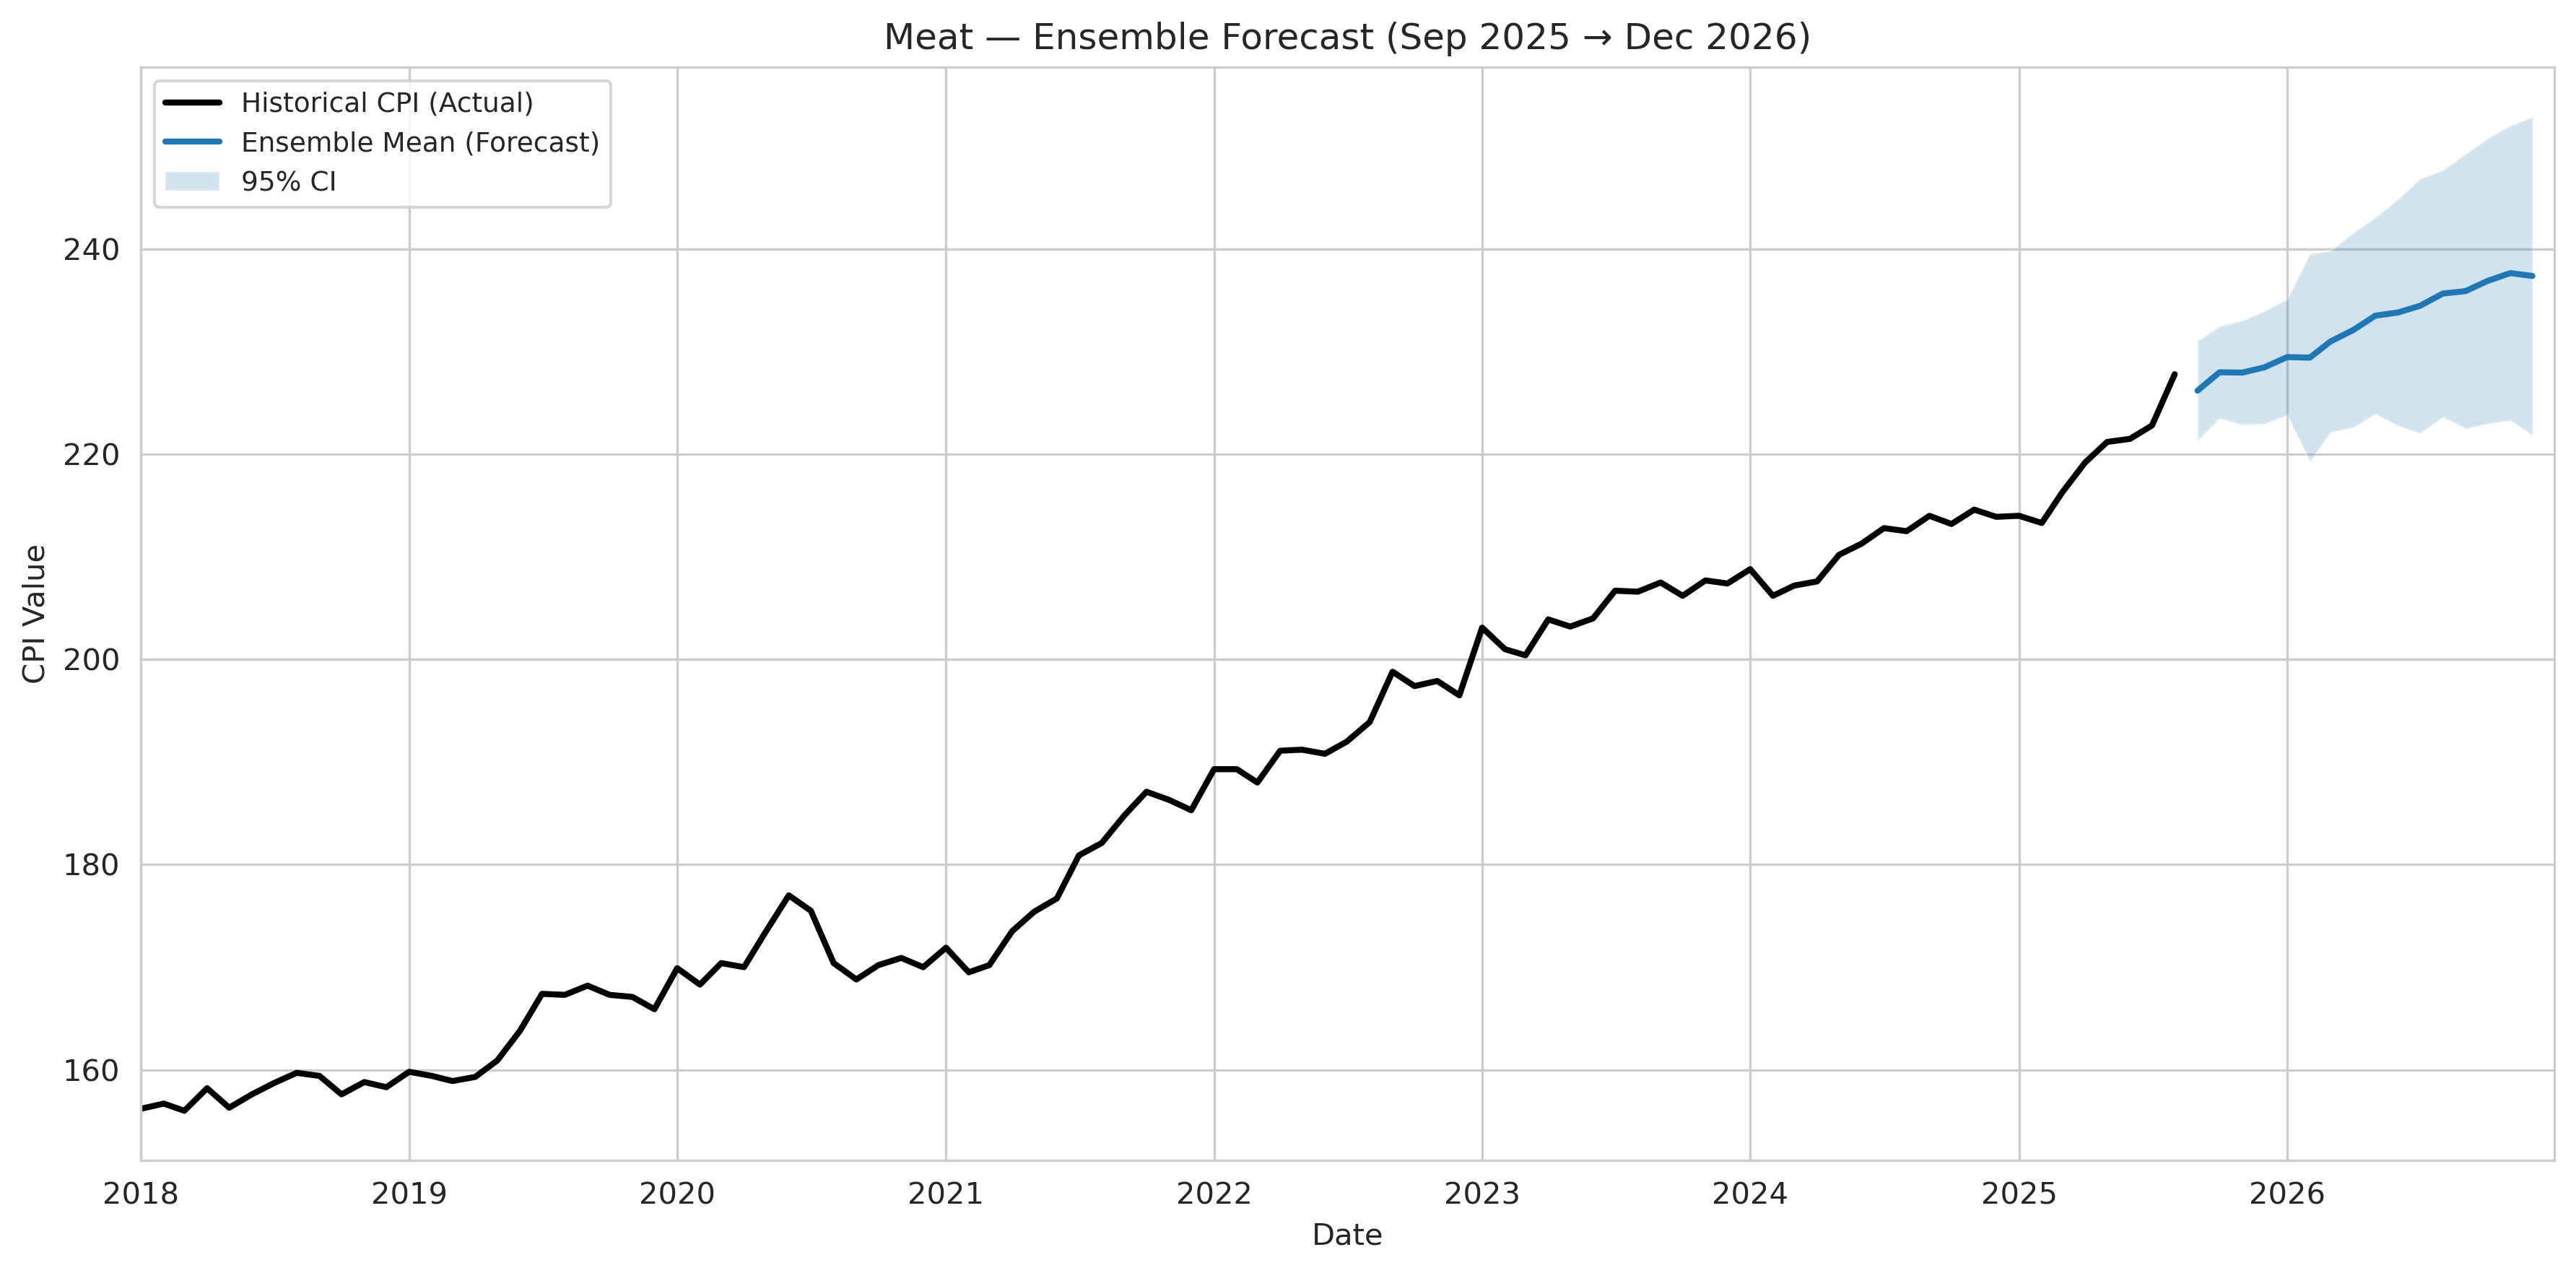 Meat — Ensemble Forecast (Sep 2025 → Dec 2026)
Historical CPI (Actual)
Ensemble Mean (Forecast)
95% CI
CPI Value
240
220
200
180
160
2018 2019 2020 2021 2022 2023 2024 2025 2026
Date